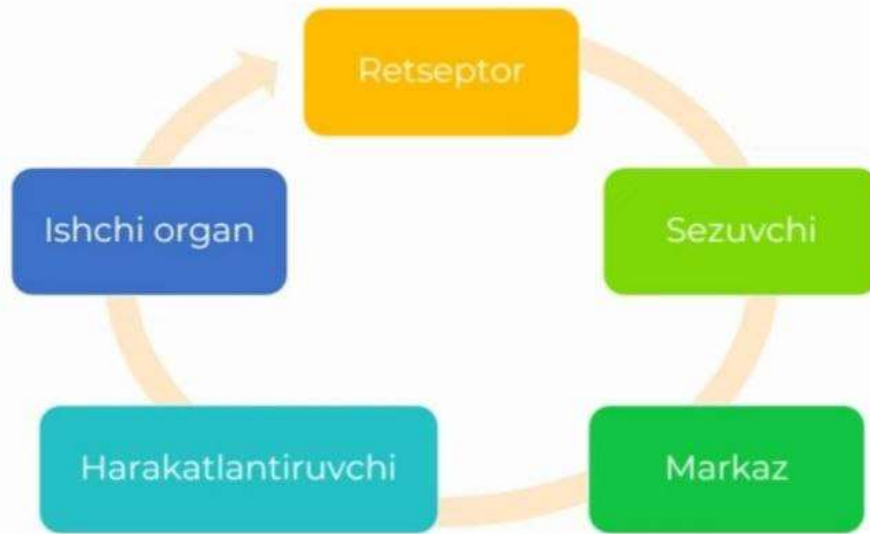 Retseptor
Sezuvchi
Markaz
Harakatlantiruvchi
Ishchi organ